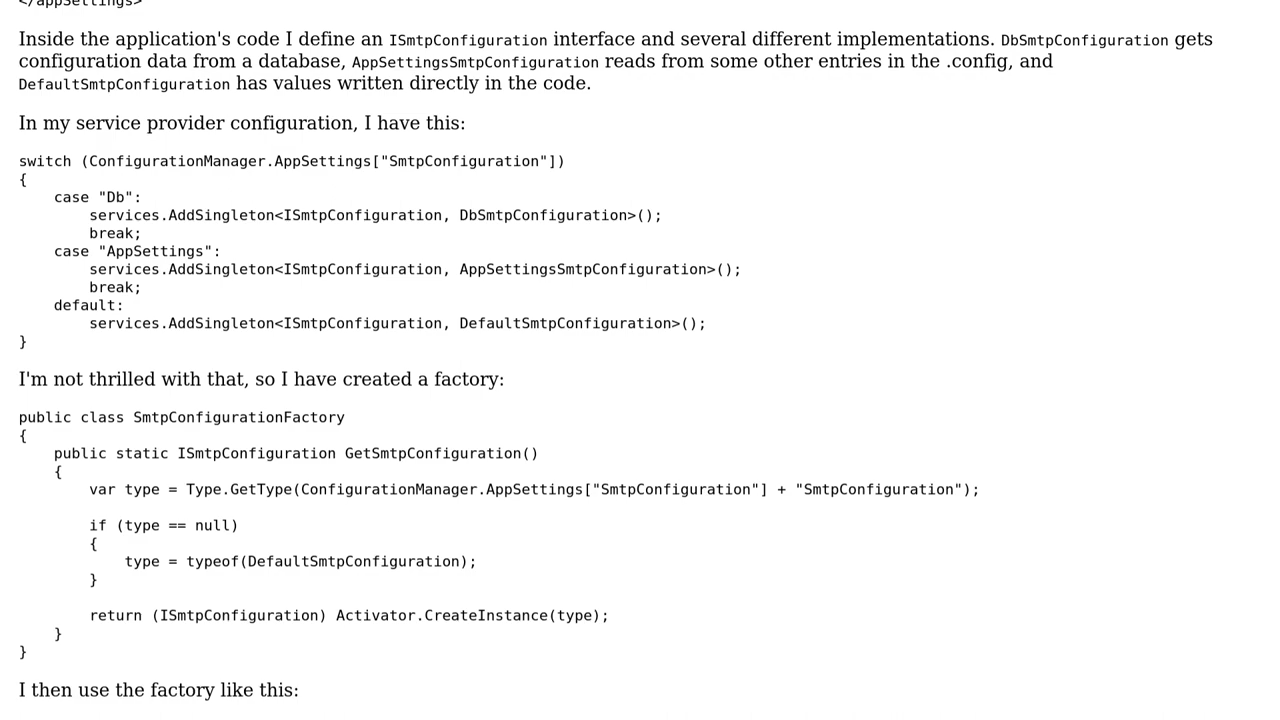 </appSettings>
Inside the application's code I define an ISmtpConfiguration interface and several different implementations. DbSmtpConfiguration gets
configuration data from a database, AppSettingsSmtpConfiguration reads from some other entries in the .config, and
DefaultSmtpConfiguration has values written directly in the code.
In my service provider configuration, I have this:
switch (ConfigurationManager.AppSettings["SmtpConfiguration"])
{
    case "Db":
        services.AddSingleton<ISmtpConfiguration, DbSmtpConfiguration>();
        break;
    case "AppSettings":
        services.AddSingleton<ISmtpConfiguration, AppSettingsSmtpConfiguration>();
        break;
    default:
        services.AddSingleton<ISmtpConfiguration, DefaultSmtpConfiguration>();
}
I'm not thrilled with that, so I have created a factory:
public class SmtpConfigurationFactory
{
    public static ISmtpConfiguration GetSmtpConfiguration()
    {
        var type = Type.GetType(ConfigurationManager.AppSettings["SmtpConfiguration"] + "SmtpConfiguration");
        if (type == null)
        {
            type = typeof(DefaultSmtpConfiguration);
        }
        return (ISmtpConfiguration) Activator.CreateInstance(type);
    }
}
I then use the factory like this: